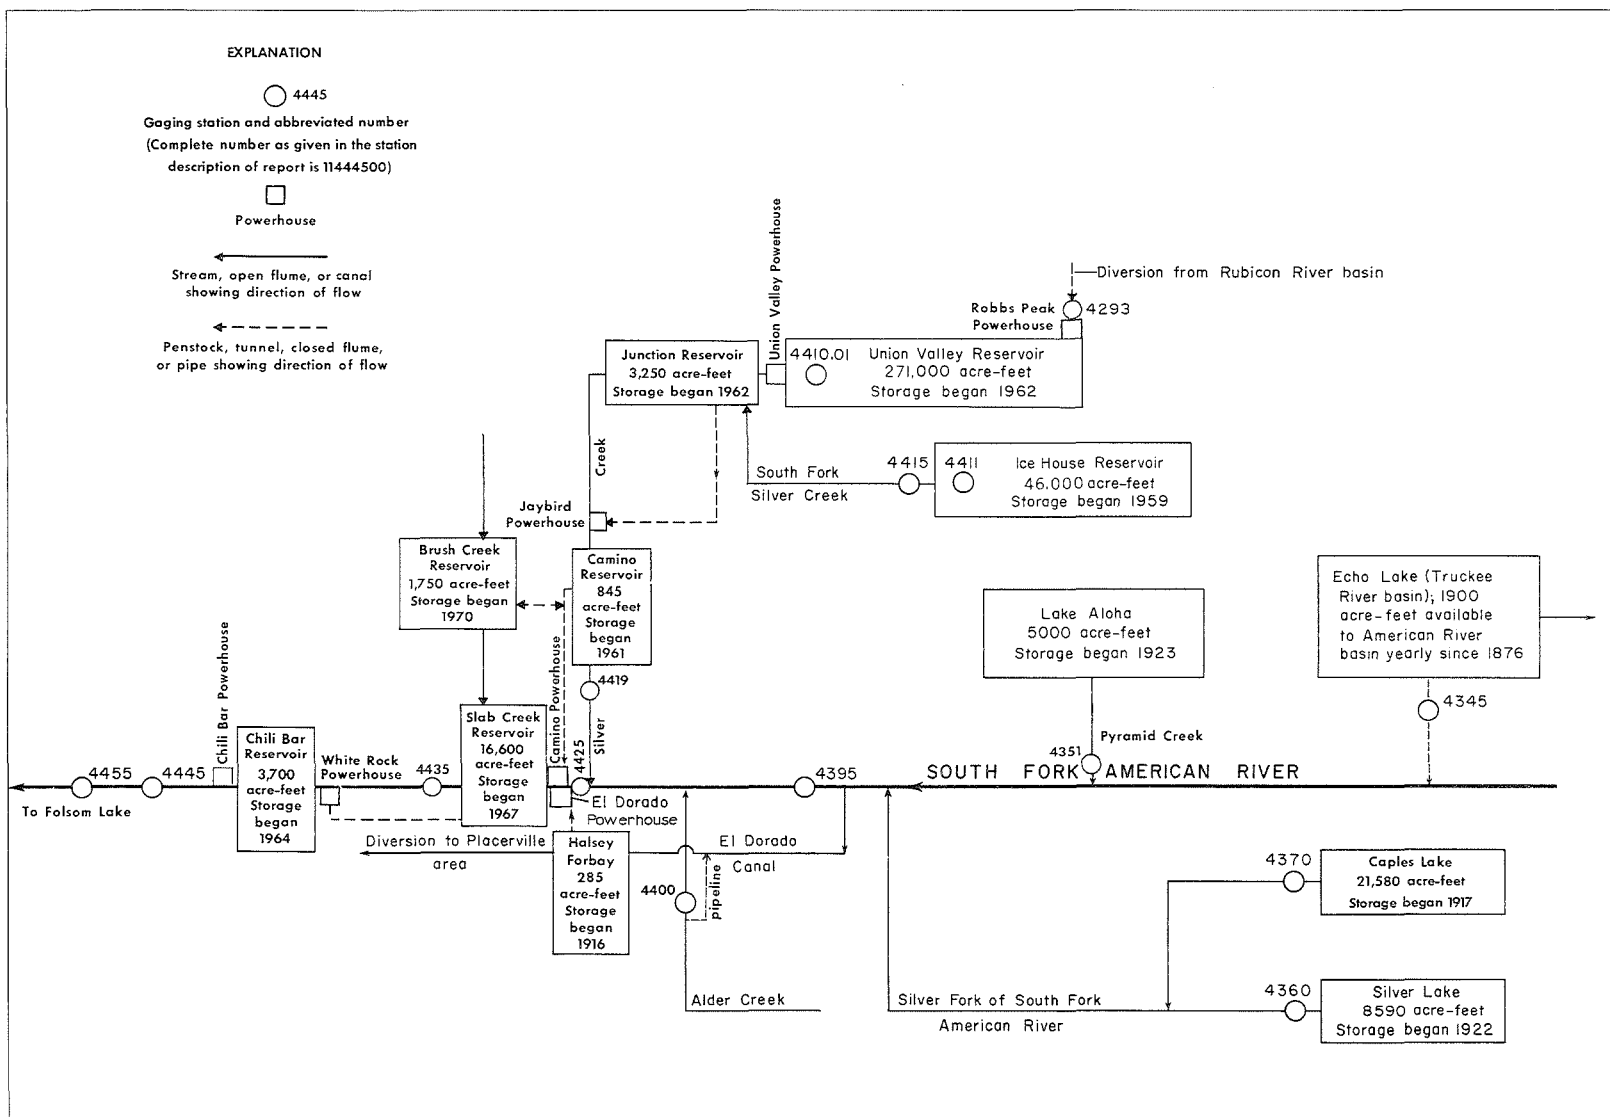 EXPLANATION
4445
Gaging station and abbreviated number
(Complete number as given in the station
description of report is 11444500)
Powerhouse
Stream, open flume, or canal
showing direction of flow
Penstock, tunnel, closed flume,
or pipe showing direction of flow
Union Valley Powerhouse
Diversion from Rubicon River basin
Robbs Peak
Powerhouse
4293
Junction Reservoir
3,250 acre-feet
Storage began 1962
4410.01
Union Valley Reservoir
271,000 acre-feet
Storage began 1962
Creek
South Fork
Silver Creek
4415
4411
Ice House Reservoir
46.000 acre-feet
Storage began 1959
Jaybird
Powerhouse
Brush Creek
Reservoir
1,750 acre-feet
Storage began
1970
Camino
Reservoir
845
acre-feet
Storage
began
1961
Lake Aloha
5000 acre-feet
Storage began 1923
Echo Lake (Truckee
River basin); 1900
acre-feet available
to American River
basin yearly since 1876
4419
Silver
4345
Chili Bar Powerhouse
Chili Bar
Reservoir
3,700
acre-feet
Storage
began
1964
White Rock
Powerhouse
4435
Slab Creek
Reservoir
16,600
acre-feet
Storage
began
1967
Camino Powerhouse
4425
4395
Pyramid Creek
4351
SOUTH FORK AMERICAN RIVER
4455
4445
To Folsom Lake
El Dorado
Powerhouse
Diversion to Placerville
area
Halsey
Forbay
285
acre-feet
Storage
began
1916
El Dorado
Canal
pipeline
4400
Alder Creek
4370
Caples Lake
21,580 acre-feet
Storage began 1917
Silver Fork of South Fork
American River
4360
Silver Lake
8590 acre-feet
Storage began 1922